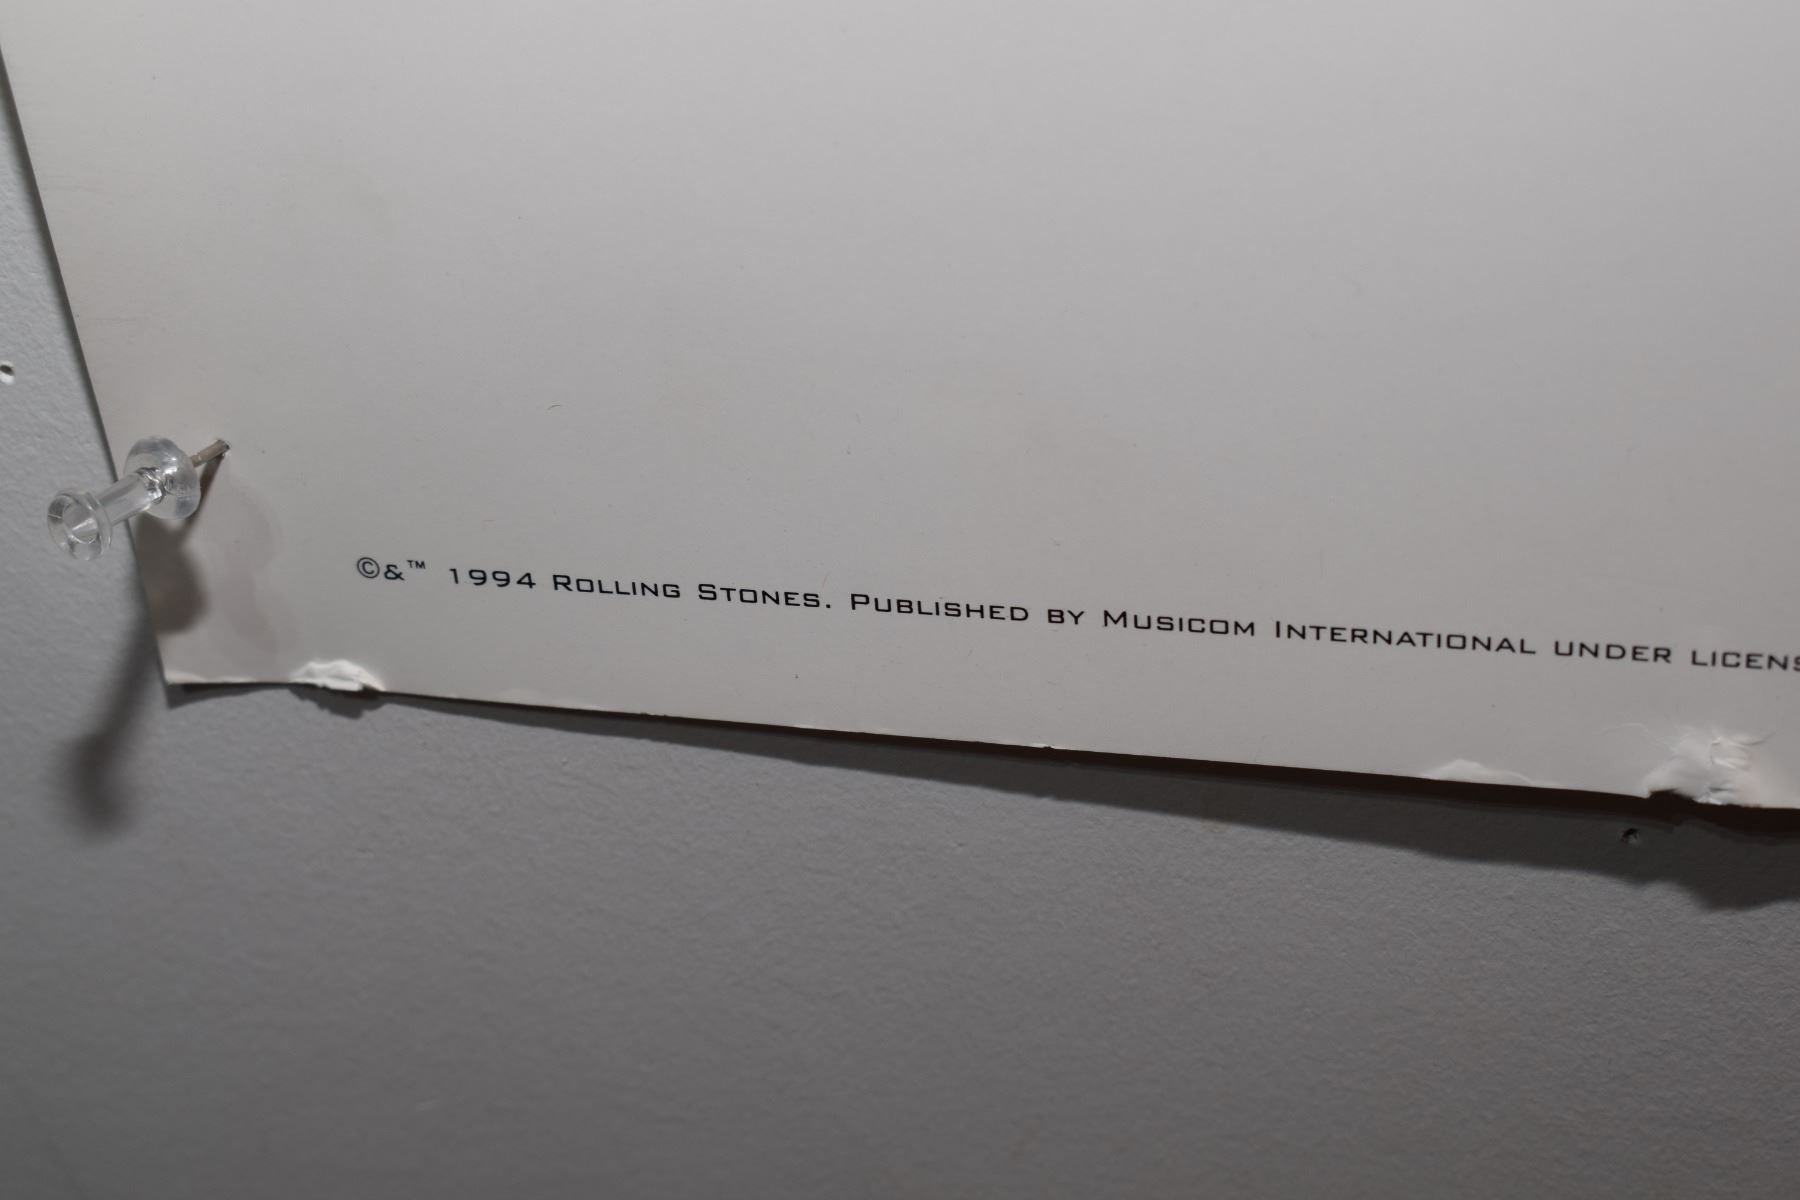 ©&™ 1994 Rolling Stones. Published by Musicom International under licens